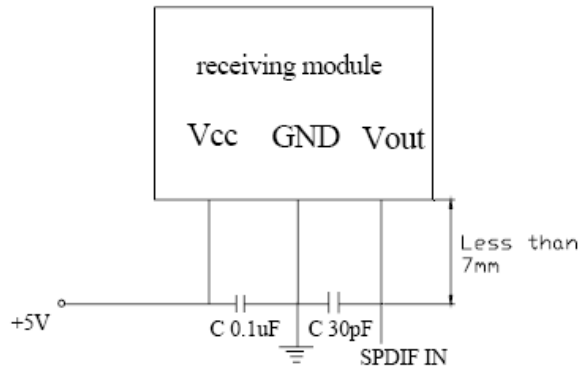 receiving module
Vcc GND Vout
Less than
7mm
+5V
C 0.1uF C 30pF
SPDIF IN